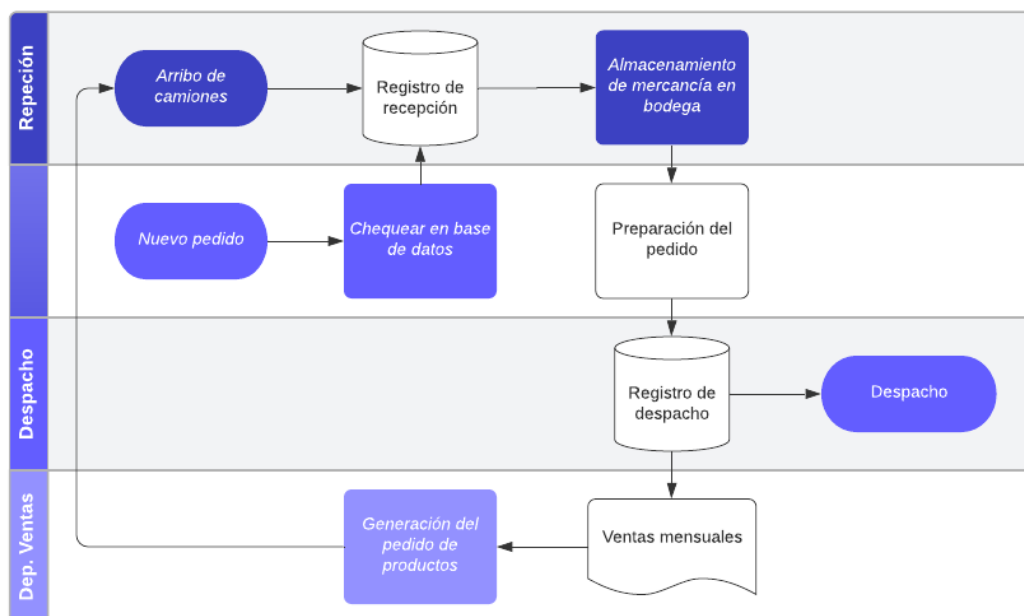 Repeción
Arribo de
camiones
Registro de
recepción
Almacenamiento
de mercancía en
bodega
Nuevo pedido
Chequear en base
de datos
Preparación del
pedido
Despacho
Registro de
despacho
Despacho
Dep. Ventas
Generación del
pedido de
productos
Ventas mensuales